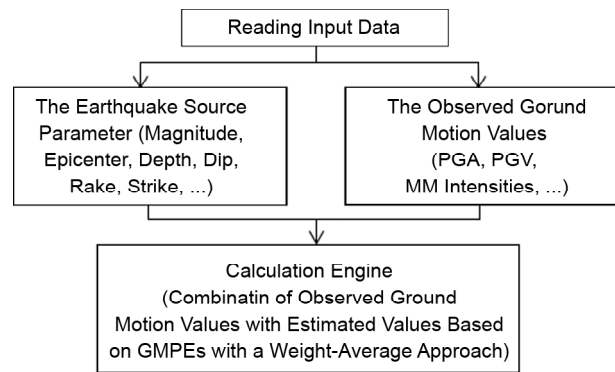 Reading Input Data
The Earthquake Source
Parameter (Magnitude,
Epicenter, Depth, Dip,
Rake, Strike, ...)
The Observed Gorund
Motion Values
(PGA, PGV,
MM Intensities, ...)
Calculation Engine
(Combinatin of Observed Ground
Motion Values with Estimated Values Based
on GMPEs with a Weight-Average Approach)